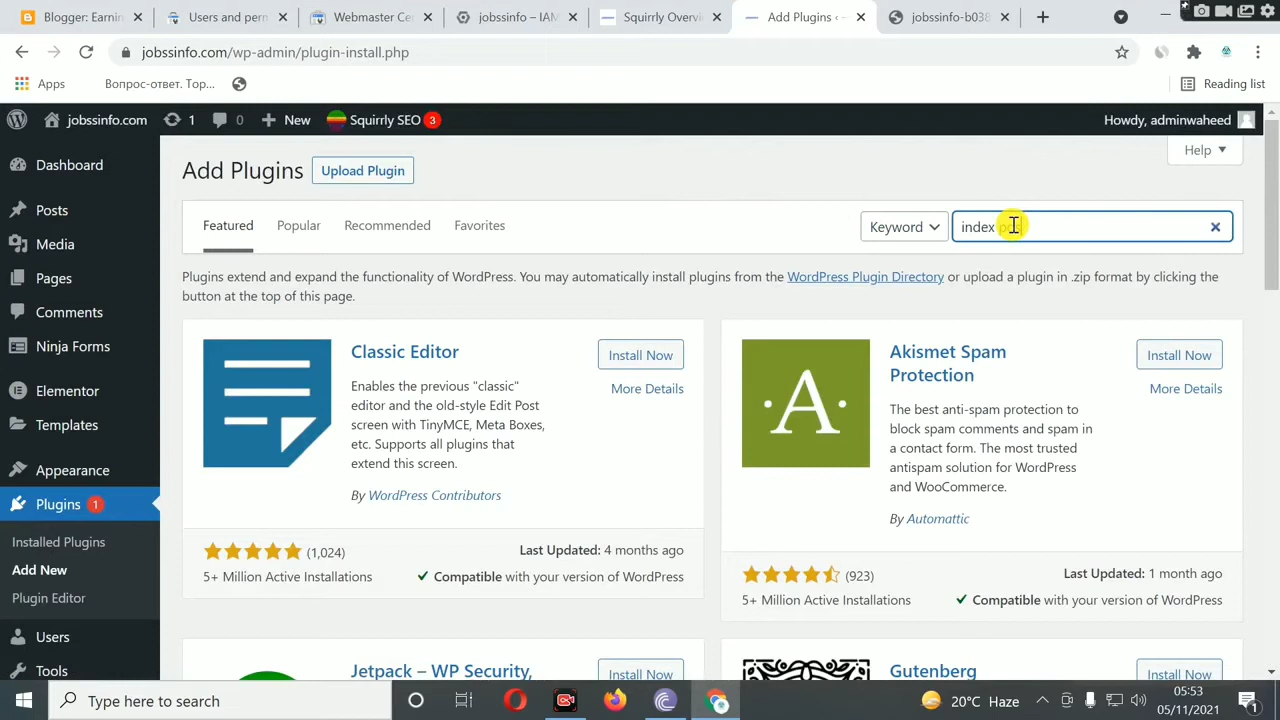 Blogger: Earnin
Users and perm
Webmaster Cen
jobssinfo – IAM
Squirrly Overvi
Add Plugins ‹
jobssinfo-b038
jobssinfo.com/wp-admin/plugin-install.php
Apps
Вопрос-ответ. Тор...
Reading list
jobssinfo.com
1
0
New
Squirrly SEO 3
Howdy, adminwaheed
Dashboard
Posts
Media
Pages
Comments
Ninja Forms
Elementor
Templates
Appearance
Plugins 1
Installed Plugins
Add New
Plugin Editor
Users
Tools
Help
Add Plugins
Upload Plugin
Featured
Popular
Recommended
Favorites
Keyword
index
Plugins extend and expand the functionality of WordPress. You may automatically install plugins from the WordPress Plugin Directory or upload a plugin in .zip format by clicking the
button at the top of this page.
Classic Editor
Install Now
More Details
Enables the previous "classic"
editor and the old-style Edit Post
screen with TinyMCE, Meta Boxes,
etc. Supports all plugins that
extend this screen.
By WordPress Contributors
(1,024)
5+ Million Active Installations
Last Updated: 4 months ago
Compatible with your version of WordPress
Akismet Spam
Protection
Install Now
More Details
The best anti-spam protection to
block spam comments and spam in
a contact form. The most trusted
antispam solution for WordPress
and WooCommerce.
By Automattic
(923)
5+ Million Active Installations
Last Updated: 1 month ago
Compatible with your version of WordPress
Jetpack – WP Security,
Install Now
Gutenberg
Install Now
Type here to search
20°C Haze
05:53
05/11/2021
1